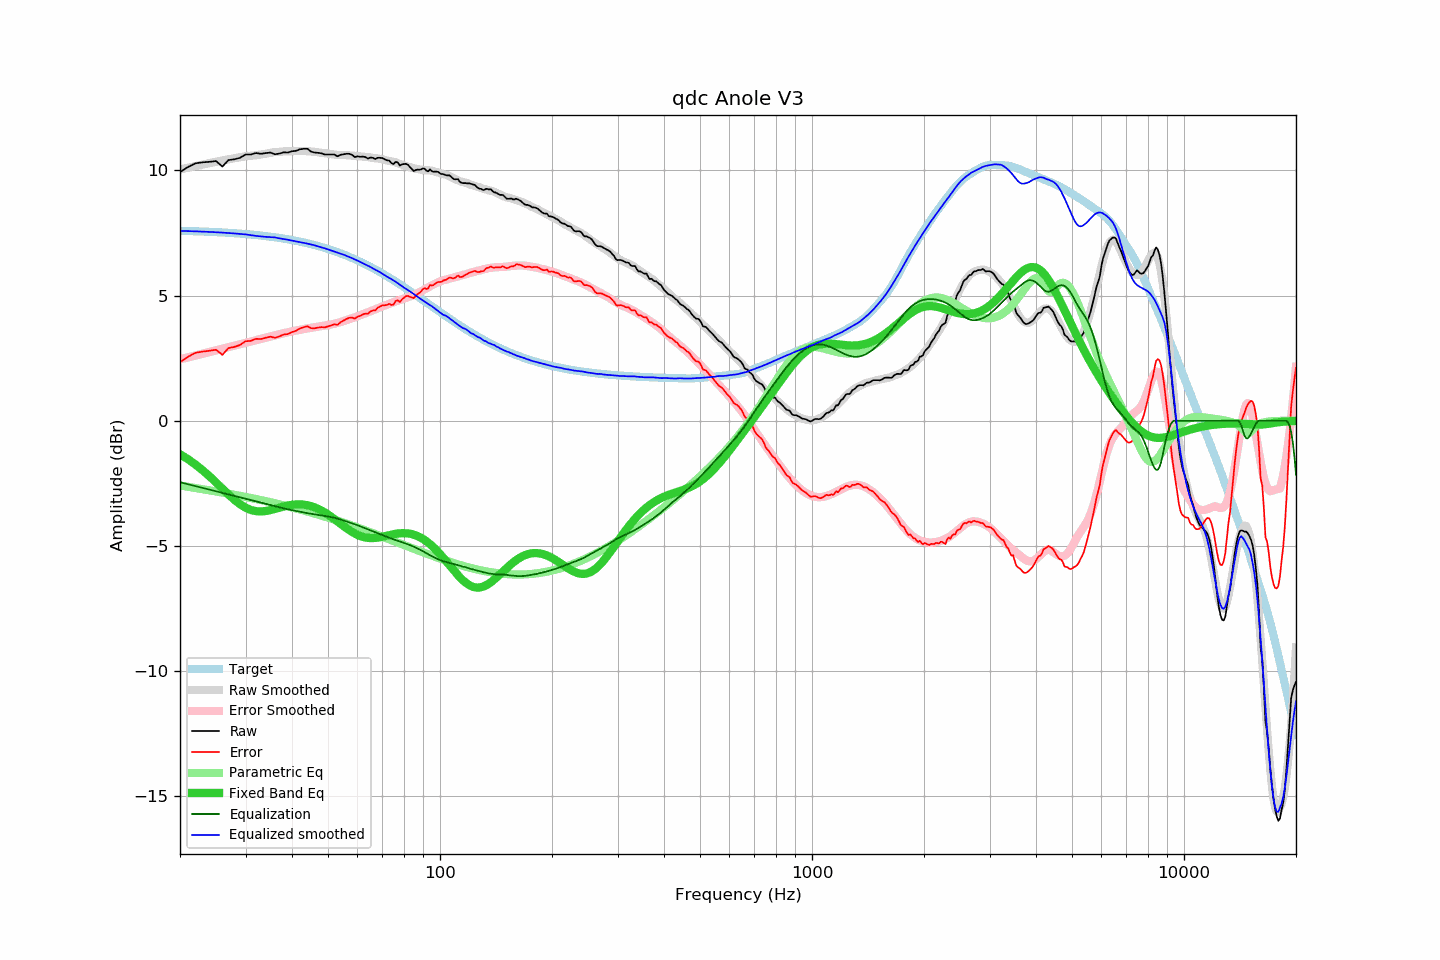 qdc Anole V3
Amplitude (dBr)
10
5
0
−5
−10
−15
Target
Raw Smoothed
Error Smoothed
Raw
Error
Parametric Eq
Fixed Band Eq
Equalization
Equalized smoothed
100
1000
10000
Frequency (Hz)